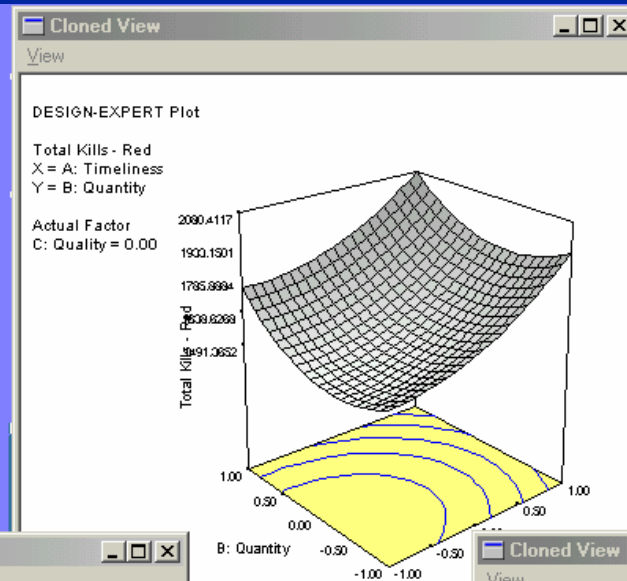 Cloned View
View
DESIGN-EXPERT Plot
Total Kills - Red
X = A: Timeliness
Y = B: Quantity
Actual Factor
C: Quality = 0.00
2080.4117
1933.1501
1785.8884
Total Kills - Red
1.00
0.50
0.00
-0.50
-1.00
B: Quantity
-1.00
-0.50
0.50
1.00
Cloned View
View